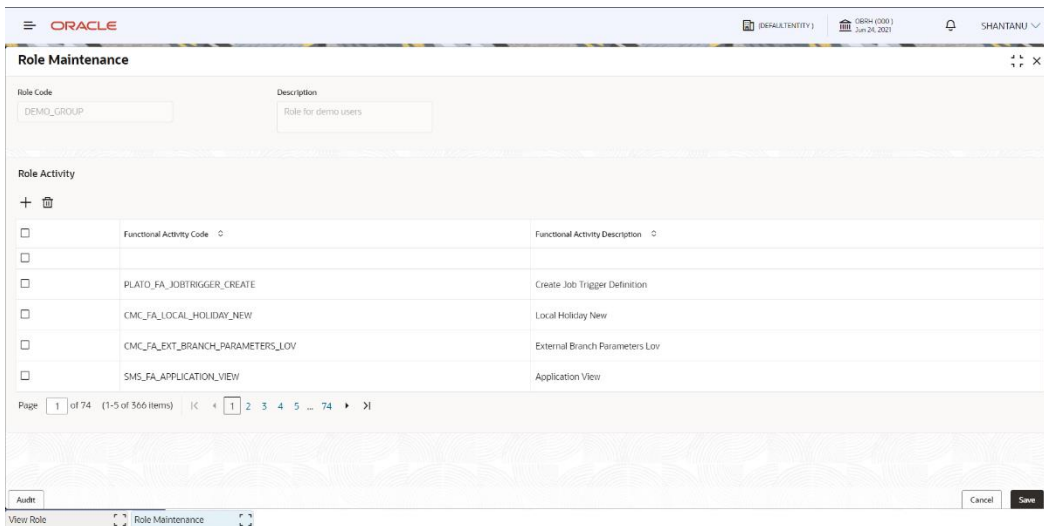 ORACLE
(DEFAULTENTITY) OBRH (000) SHANTANU
Jun 24, 2021
Role Maintenance
Role Code Description
DEMO_GROUP Role for demo users
Role Activity
Functional Activity Code Functional Activity Description
PLATO_FA_JOBTRIGGER_CREATE Create Job Trigger Definition
CMC_FA_LOCAL_HOLIDAY_NEW Local Holiday New
CMC_FA_EXT_BRANCH_PARAMETERS_LOV External Branch Parameters Lov
SMS_FA_APPLICATION_VIEW Application View
Page 1 of 74 (1-5 of 366 items) 1 2 3 4 5 ... 74
Audit Cancel Save
View Role Role Maintenance